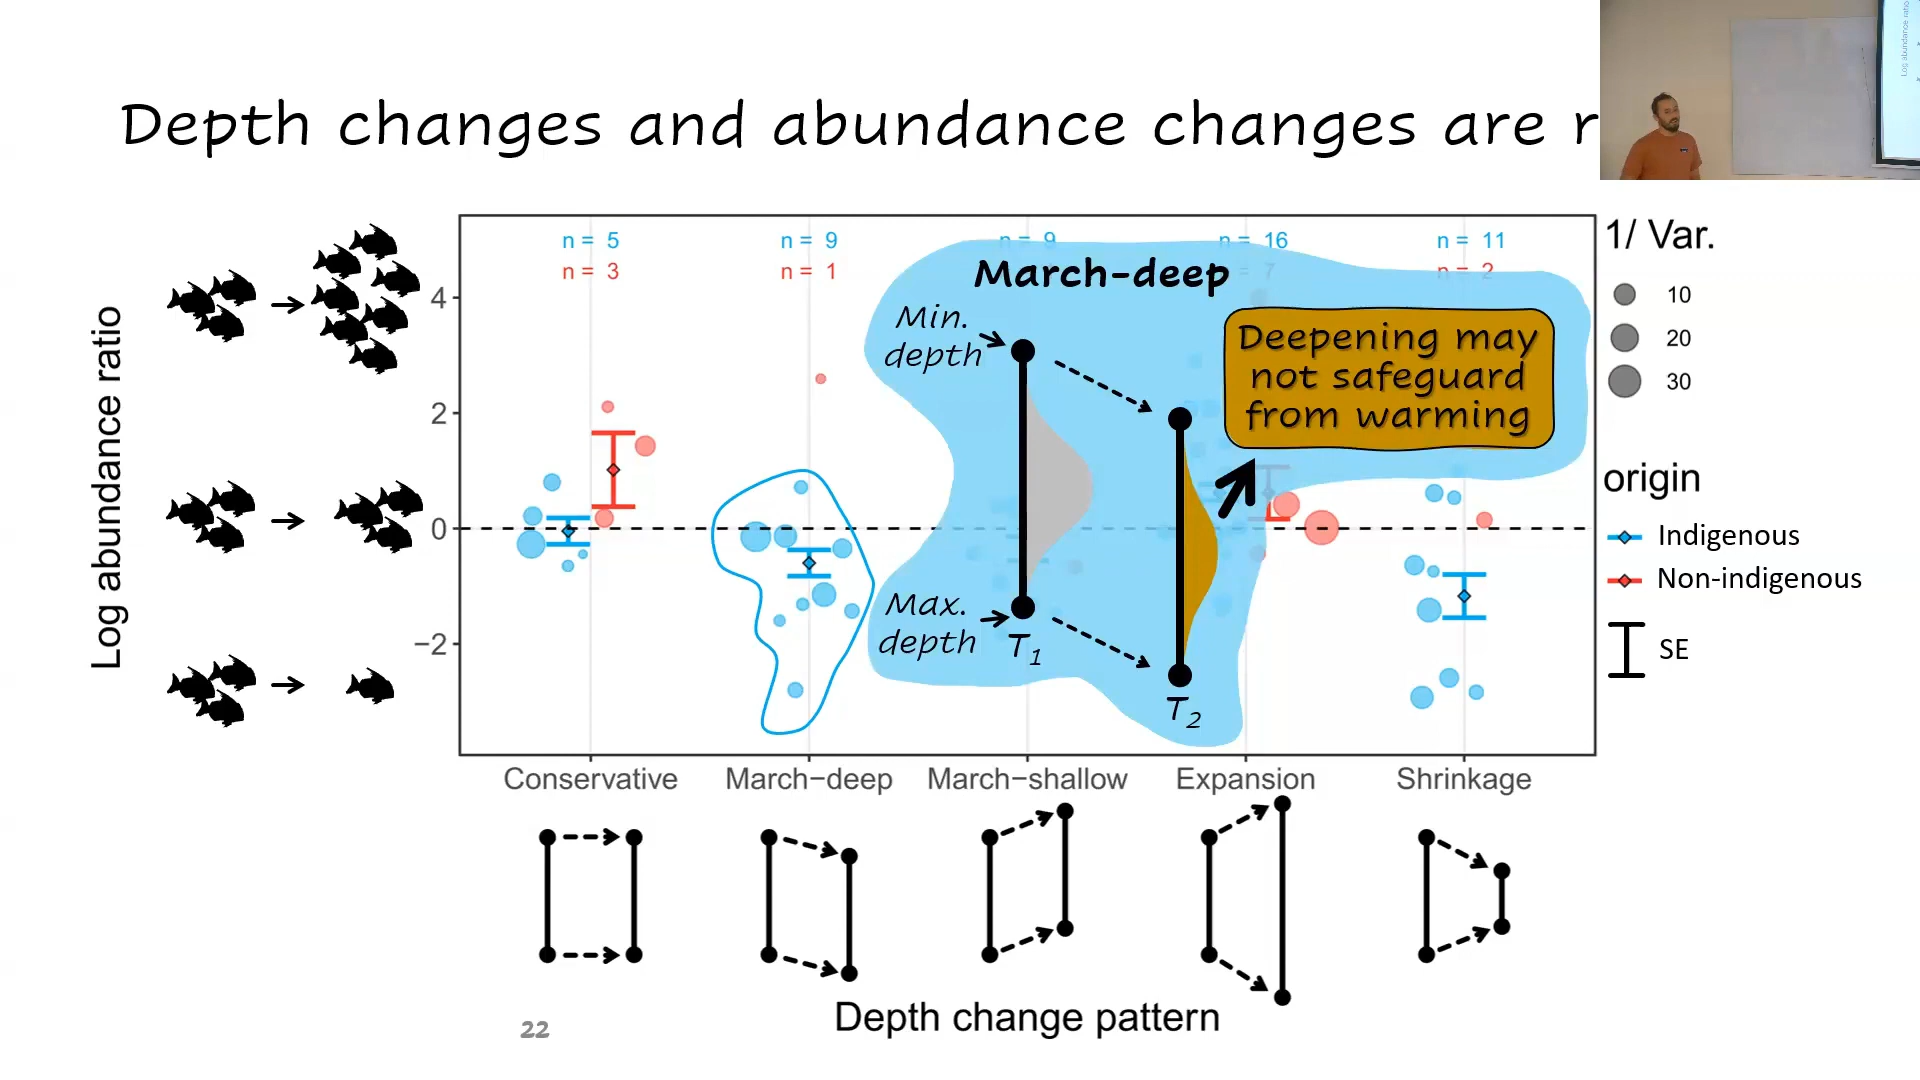 Depth changes and abundance changes are r
Log abundance ratio
4
2
0
−2
n = 5
n = 3
n = 9
n = 1
n = 9
n = 16
= 7
n = 11
n = 2
March-deep
Min.
depth
Max.
depth
T1
T2
Deepening may
not safeguard
from warming
1/ Var.
10
20
30
origin
Indigenous
Non-indigenous
SE
Conservative
March−deep
March−shallow
Expansion
Shrinkage
Depth change pattern
22
Log abundance ratio